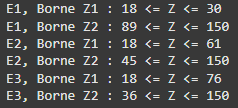 E1, Borne Z1 : 18 <= Z <= 30
E1, Borne Z2 : 89 <= Z <= 150
E2, Borne Z1 : 18 <= Z <= 61
E2, Borne Z2 : 45 <= Z <= 150
E3, Borne Z1 : 18 <= Z <= 76
E3, Borne Z2 : 36 <= Z <= 150